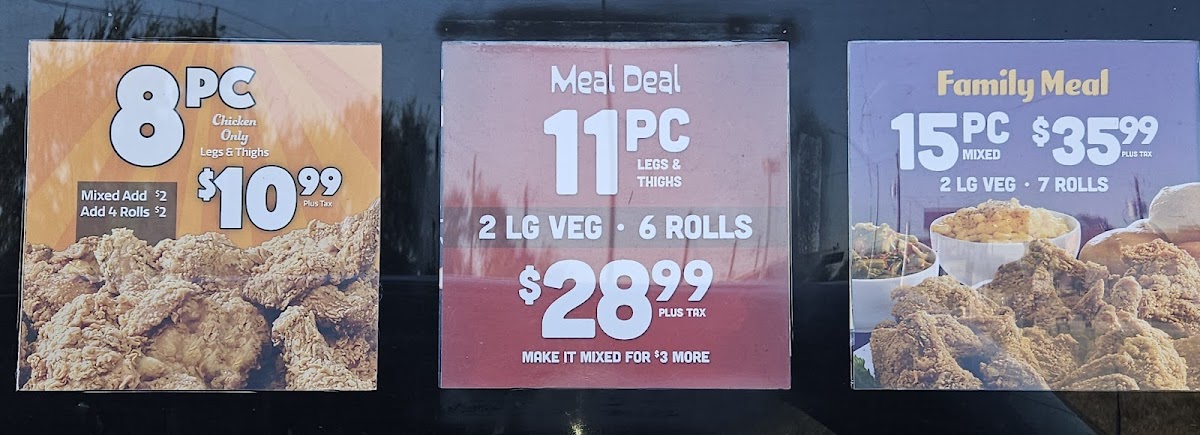 8 PC
Chicken
Only
Legs & Thighs
Mixed Add $2
Add 4 Rolls $2
$10.99
Plus Tax
Meal Deal
11 PC
LEGS &
THIGHS
2 LG VEG · 6 ROLLS
$28.99
PLUS TAX
MAKE IT MIXED FOR $3 MORE
Family Meal
15 PC
MIXED
$35.99
PLUS TAX
2 LG VEG · 7 ROLLS